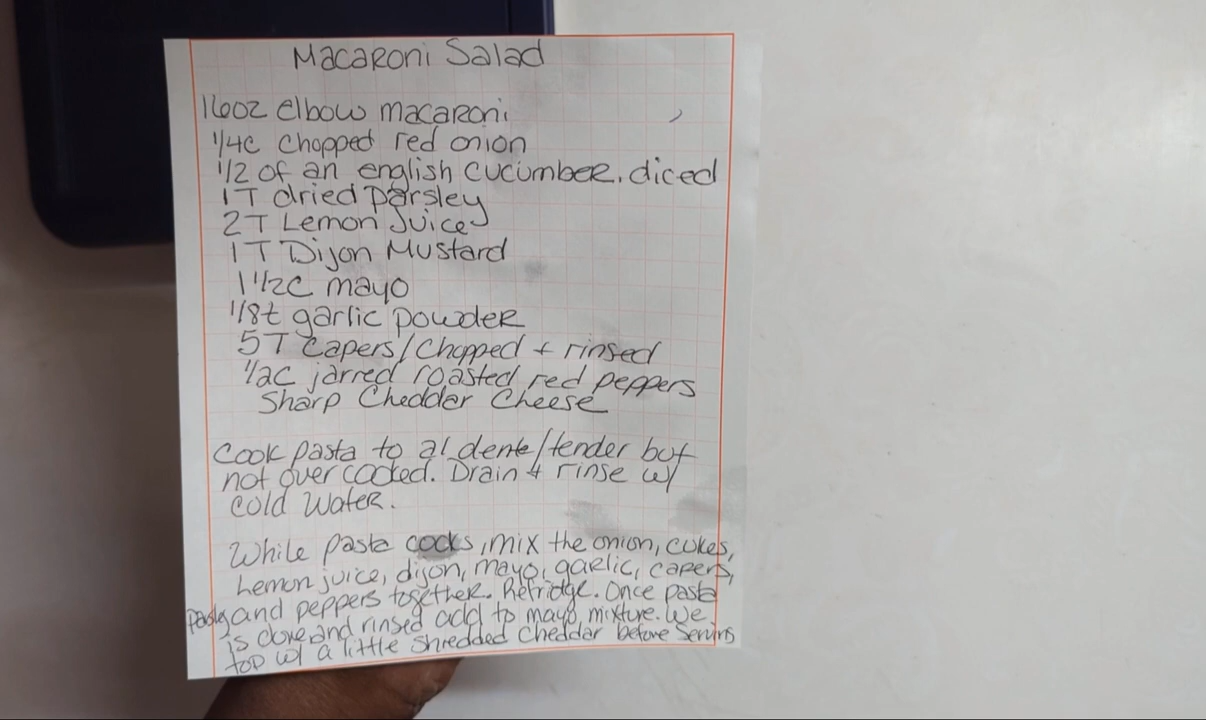 Macaroni Salad
16oz elbow macaroni
1/4c chopped red onion
1/2 of an english cucumber, diced
1T dried parsley
2T Lemon Juice
1T Dijon Mustard
1 1/2c mayo
1/8t garlic powder
5T capers/chopped + rinsed
1/2c jarred roasted red peppers
Sharp Cheddar Cheese
Cook pasta to al dente/tender but
not over cooked. Drain + rinse w/
cold water.
While pasta cooks, mix the onion, cukes,
Lemon juice, dijon, mayo, garlic, capers,
parsley and peppers together. Refridge. Once pasta
is done and rinsed add to mayo mixture. We
top w/ a little shredded cheddar before serving